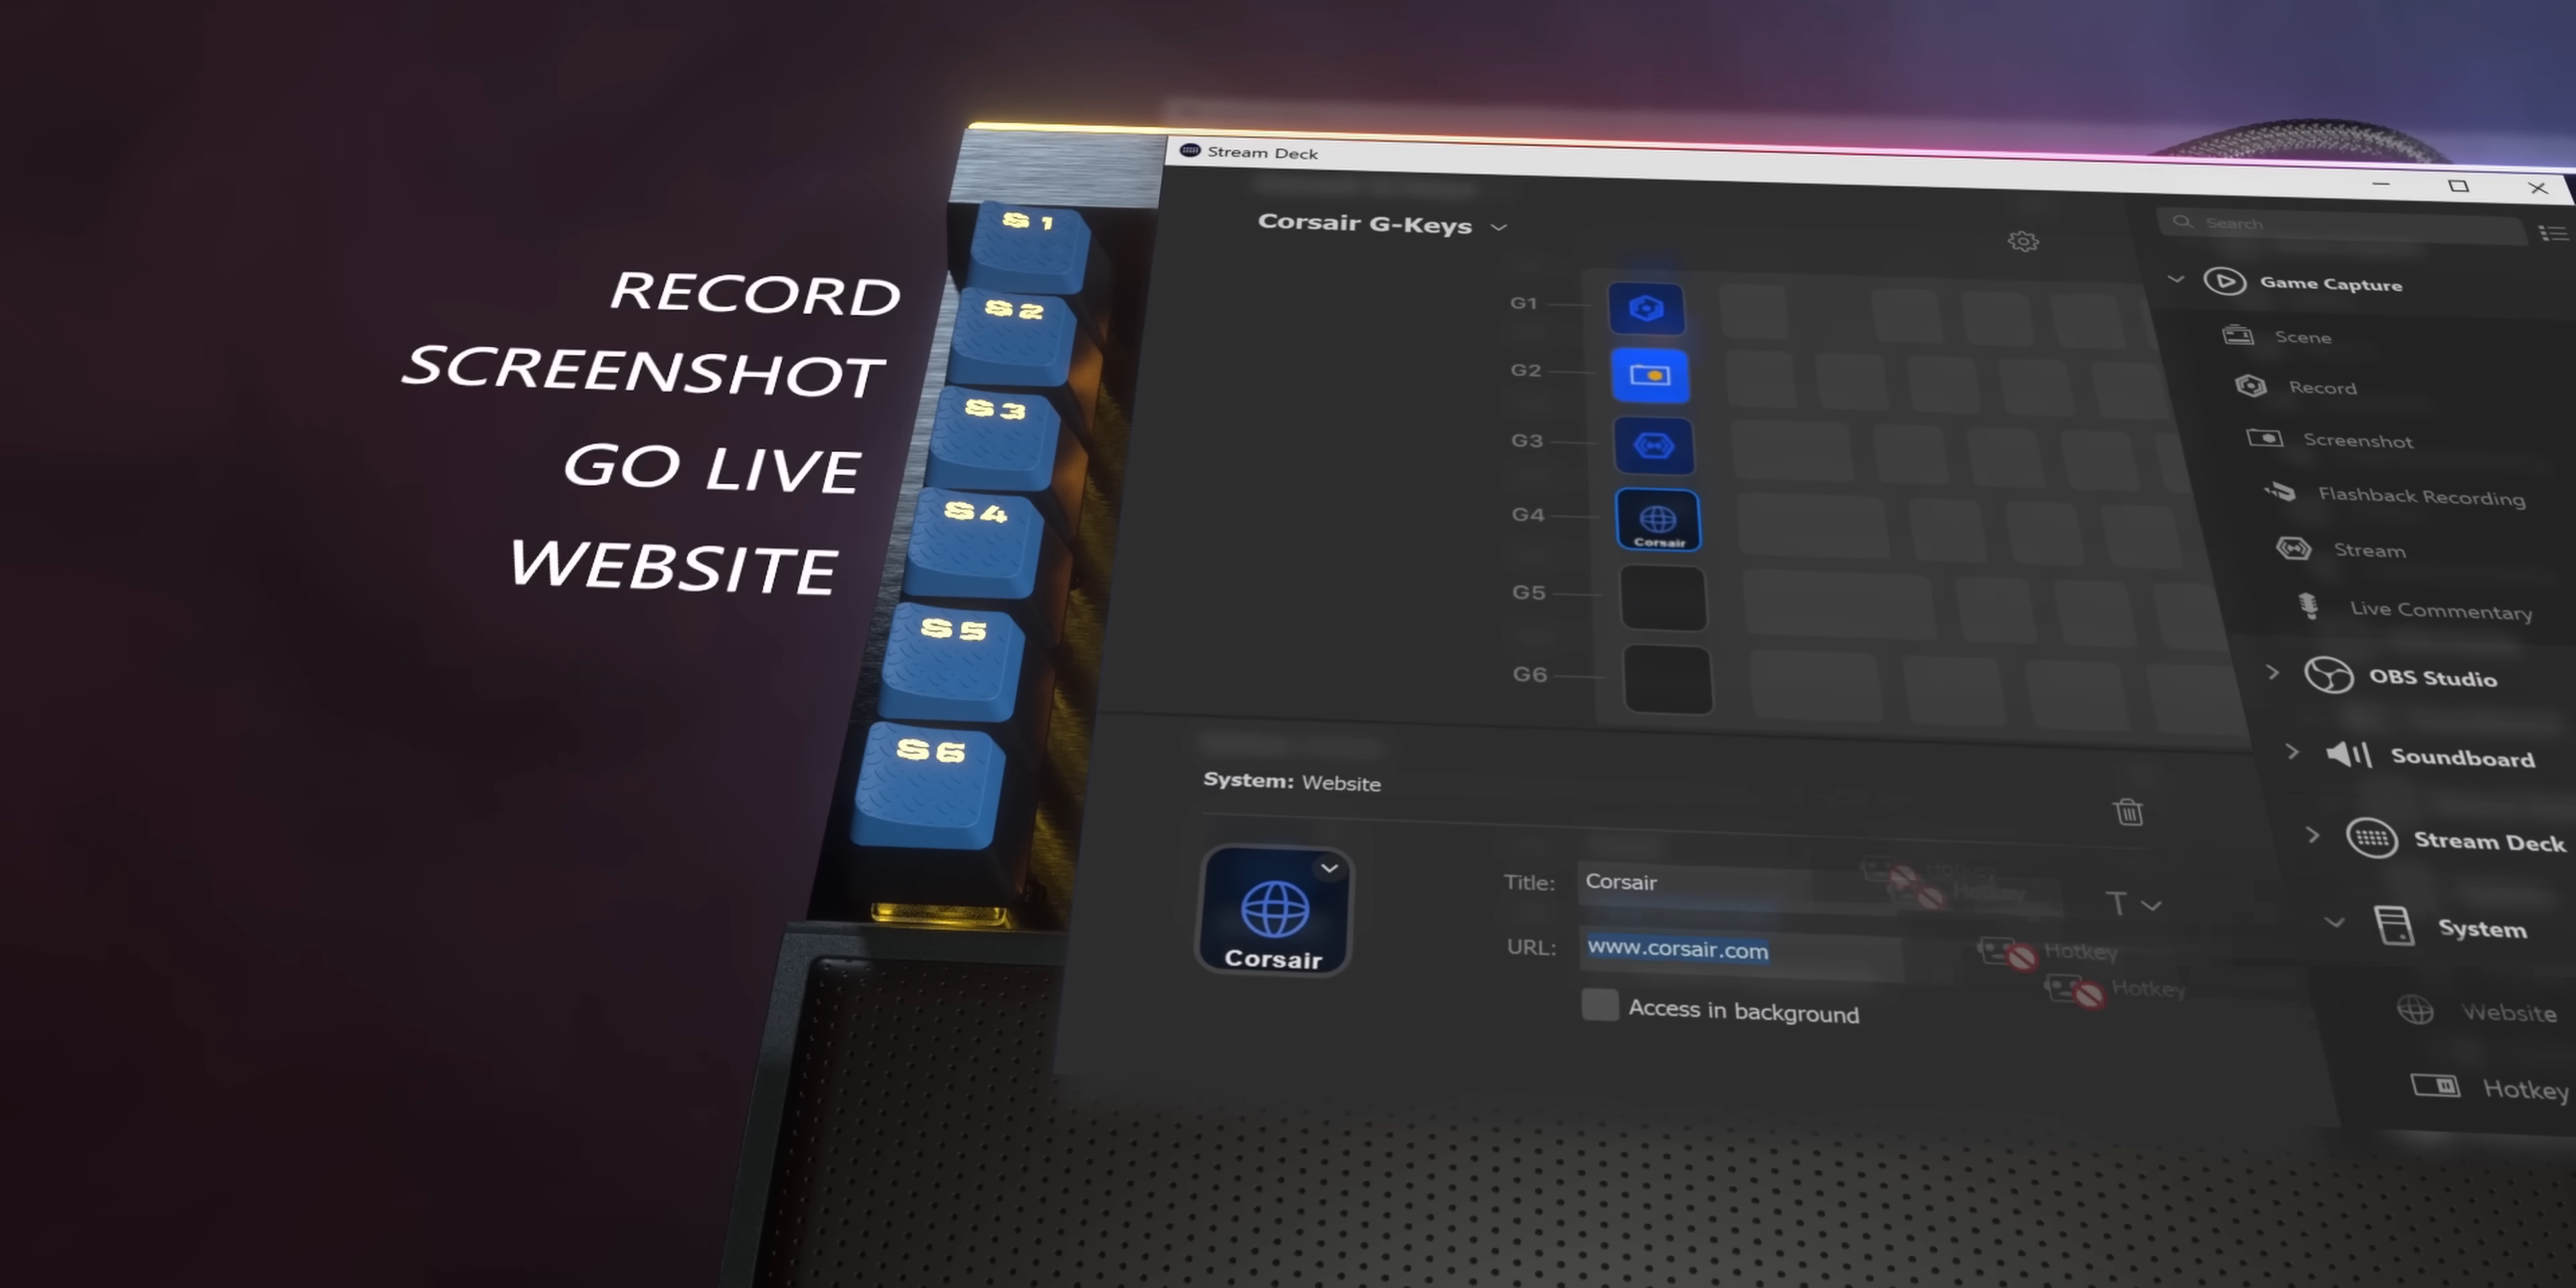 RECORD
SCREENSHOT
GO LIVE
WEBSITE
S1
S2
S3
S4
S5
S6
Stream Deck
Corsair G-Keys
G1
G2
G3
G4
Corsair
G5
G6
System: Website
Corsair
Title: Corsair
URL: www.corsair.com
Access in background
T
Hotkey
Hotkey
Hotkey
Hotkey
Search
Game Capture
Scene
Record
Screenshot
Flashback Recording
Stream
Live Commentary
OBS Studio
Soundboard
Stream Deck
System
Website
Hotkey